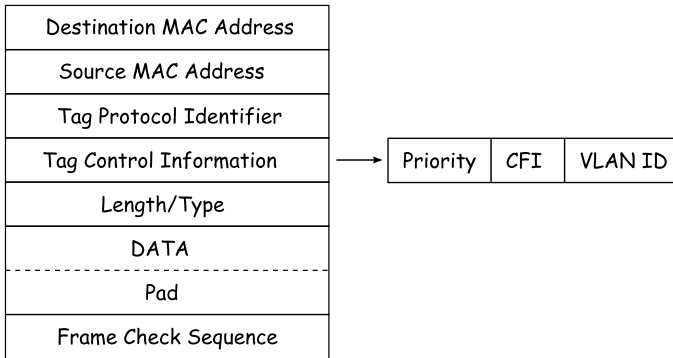 Destination MAC Address
Source MAC Address
Tag Protocol Identifier
Tag Control Information
Priority
CFI
VLAN ID
Length/Type
DATA
Pad
Frame Check Sequence